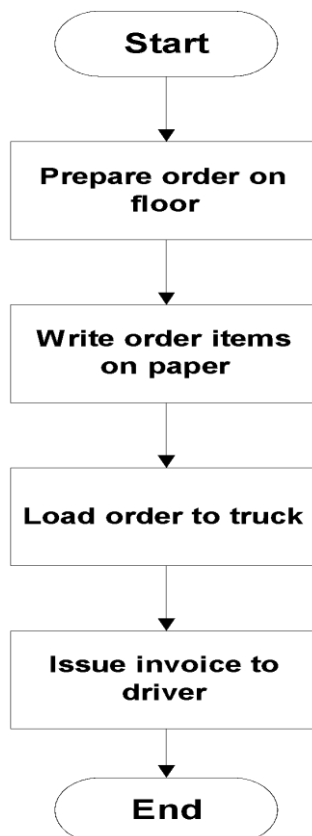 Start
Prepare order on
floor
Write order items
on paper
Load order to truck
Issue invoice to
driver
End